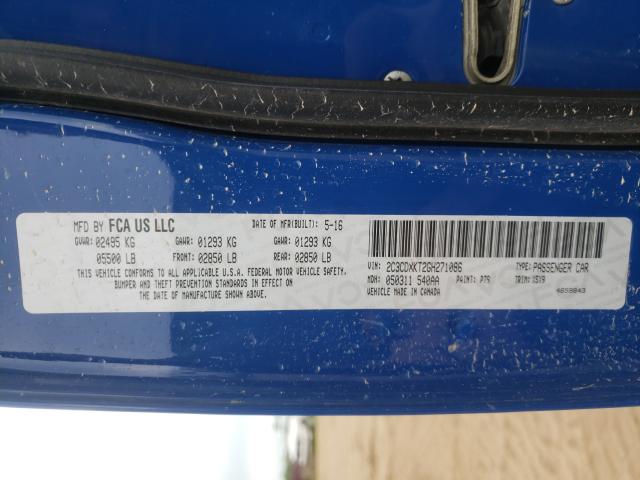 MFD BY FCA US LLC
DATE OF MFR(BUILT): 5-16
GVWR: 02495 KG GAWR: 01293 KG GAWR: 01293 KG
05500 LB FRONT: 02850 LB REAR: 02850 LB
THIS VEHICLE CONFORMS TO ALL APPLICABLE U.S.A. FEDERAL MOTOR VEHICLE SAFETY,
BUMPER AND THEFT PREVENTION STANDARDS IN EFFECT ON
THE DATE OF MANUFACTURE SHOWN ABOVE.
VIN: 2C3CDXKT2GH271086 TYPE: PASSENGER CAR
MDH: 050311 540AA PAINT: P79 TRIM: X5V9
VEHICLE MADE IN CANADA 4659843